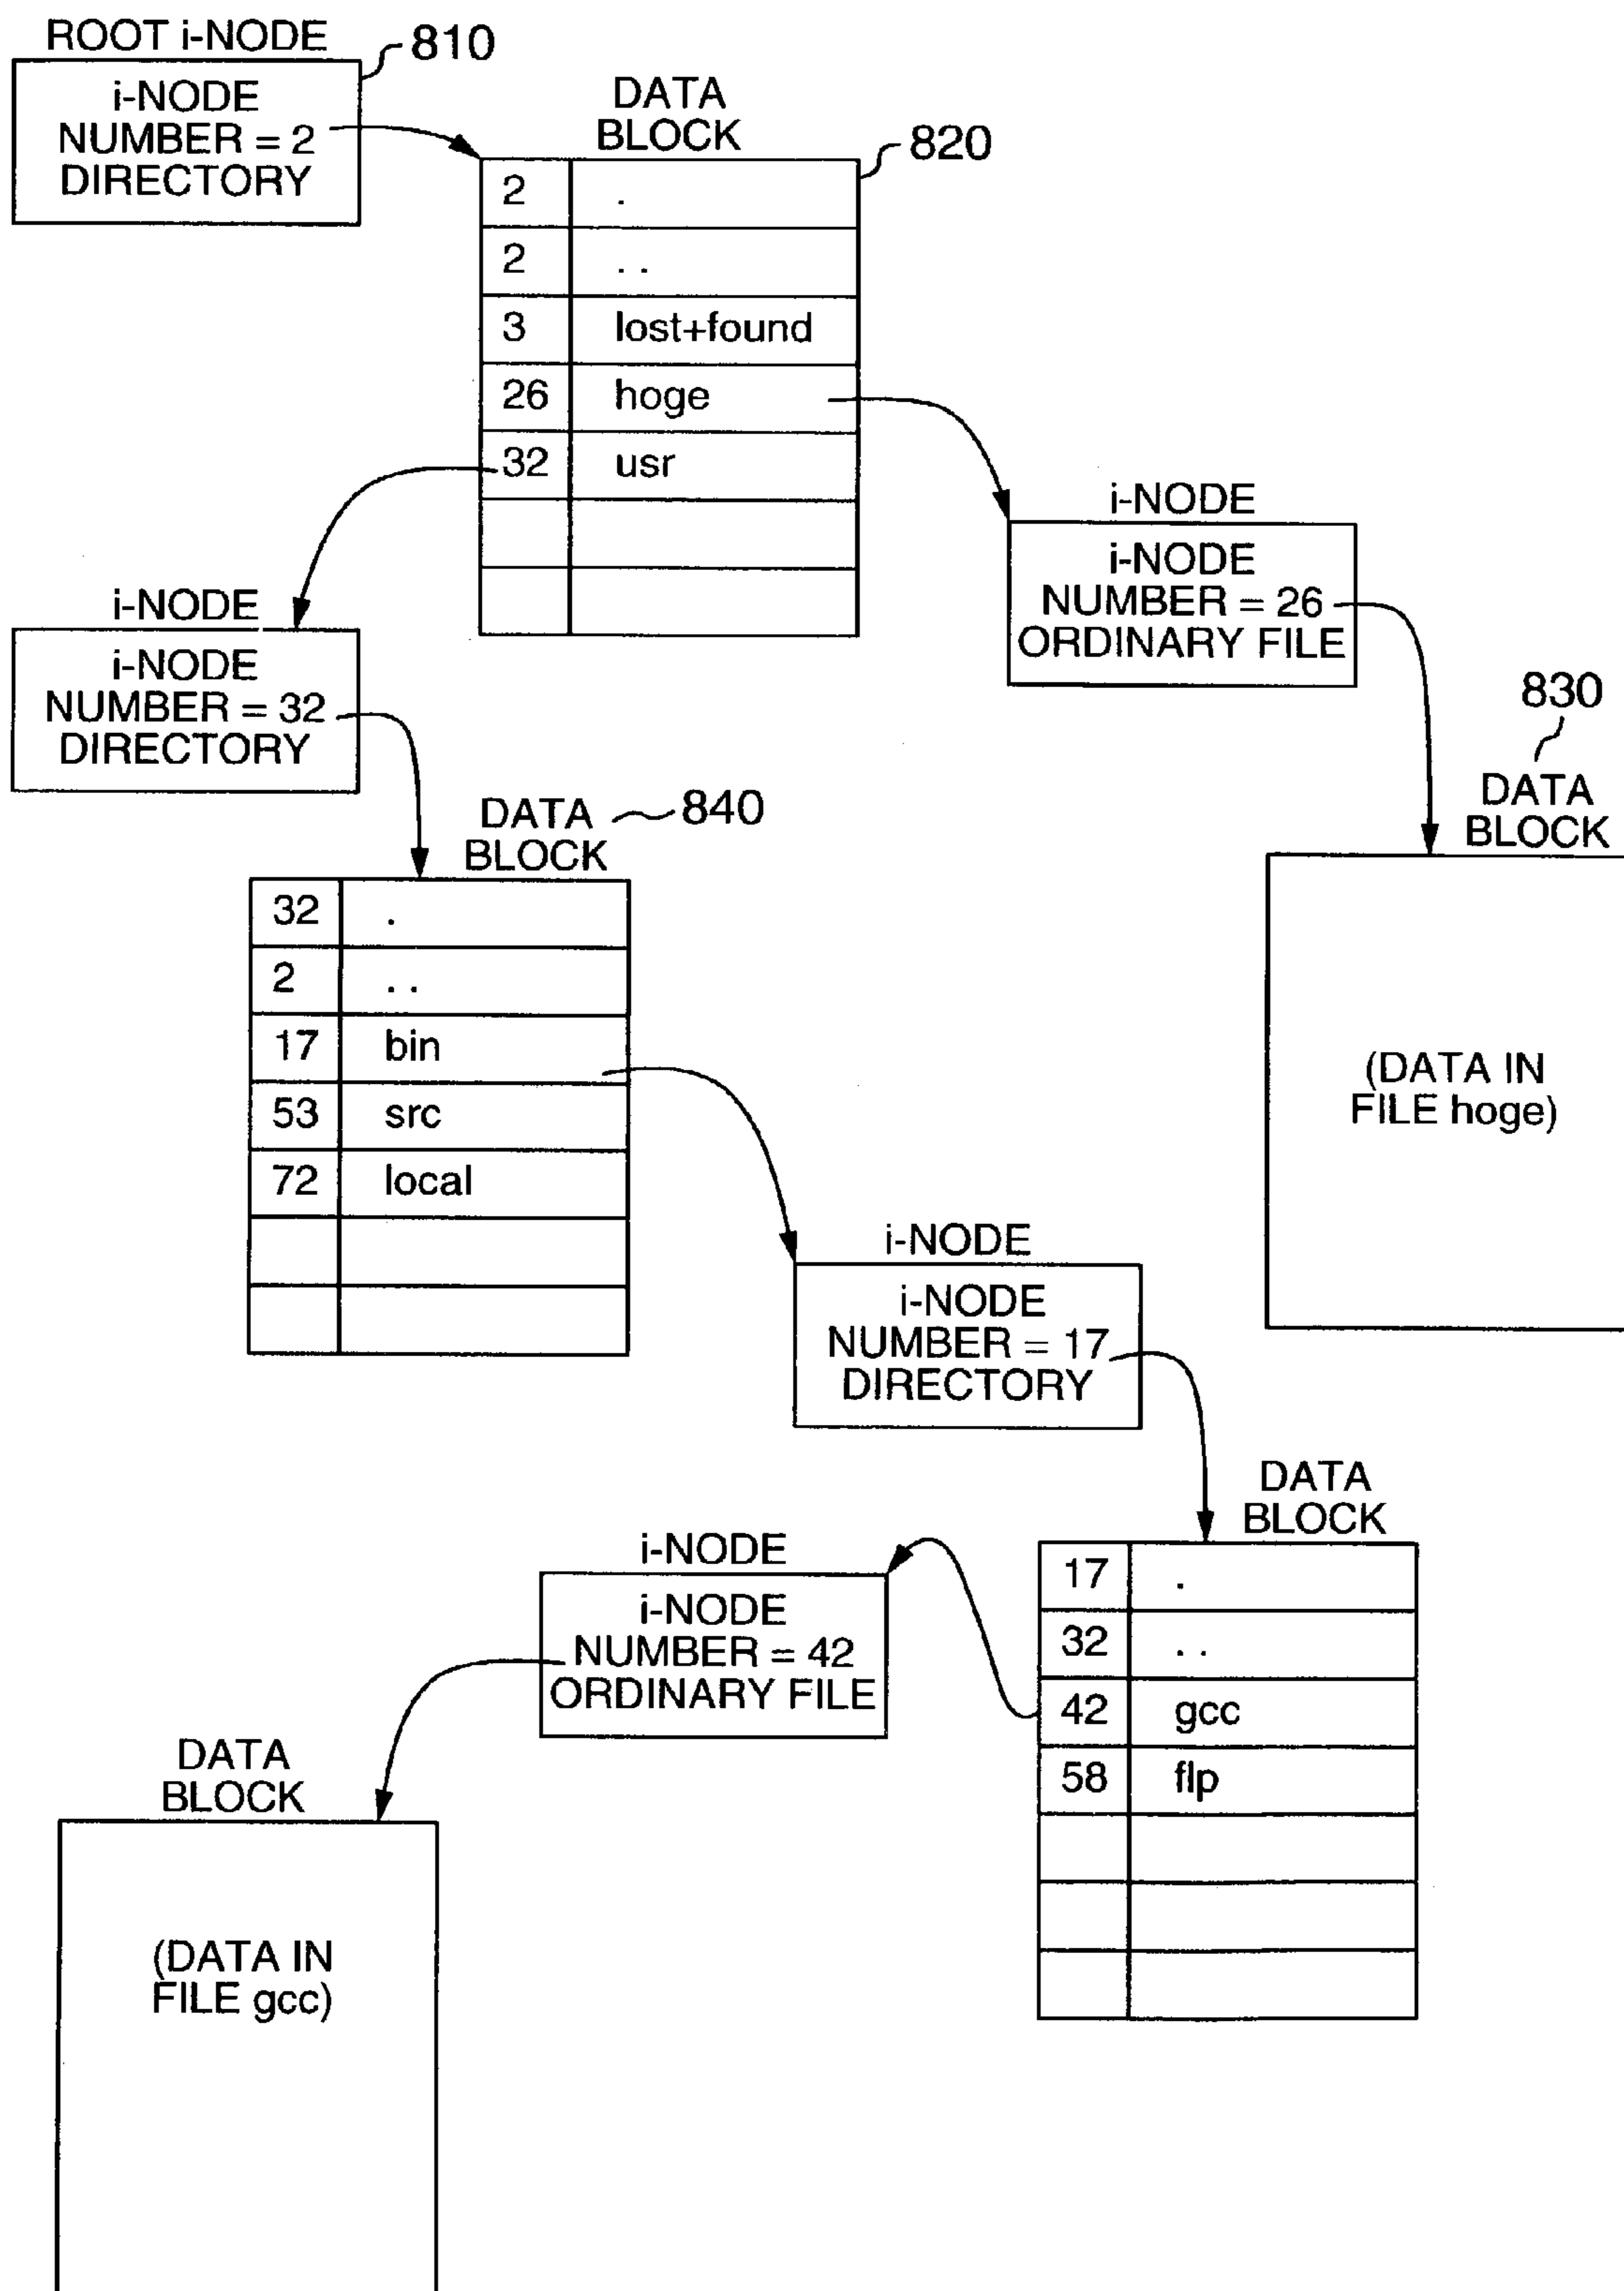 ROOT i-NODE
810
i-NODE
NUMBER = 2
DIRECTORY
DATA
BLOCK
820
2 .
2 . .
3 lost+found
26 hoge
32 usr
i-NODE
i-NODE
NUMBER = 26
ORDINARY FILE
i-NODE
i-NODE
NUMBER = 32
DIRECTORY
830
DATA
BLOCK
(DATA IN
FILE hoge)
DATA
BLOCK
840
32 .
2 . .
17 bin
53 src
72 local
i-NODE
i-NODE
NUMBER = 17
DIRECTORY
DATA
BLOCK
17 .
32 . .
42 gcc
58 flp
i-NODE
i-NODE
NUMBER = 42
ORDINARY FILE
DATA
BLOCK
(DATA IN
FILE gcc)